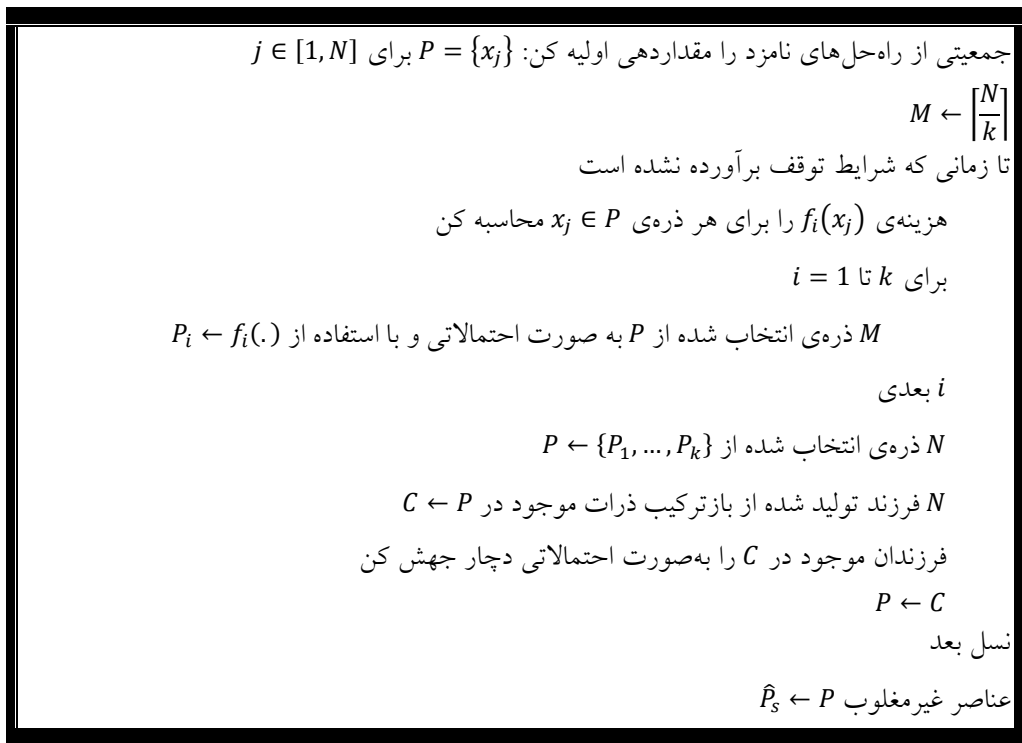 جمعیتی از راه‌حل‌های نامزد را مقداردهی اولیه کن: P = {x_j} برای j ∈ [1, N]
M ← ⌈N/k⌉
تا زمانی که شرایط توقف برآورده نشده است
هزینه‌ی f_i(x_j) را برای هر ذره‌ی x_j ∈ P محاسبه کن
برای i = 1 تا k
M ذره‌ی انتخاب شده از P به صورت احتمالاتی و با استفاده از P_i ← f_i(.)
i بعدی
N ذره‌ی انتخاب شده از P ← {P_1, … , P_k}
N فرزند تولید شده از بازترکیب ذرات موجود در C ← P
فرزندان موجود در C را به‌صورت احتمالاتی دچار جهش کن
P ← C
نسل بعد
عناصر غیرمغلوب P̂_s ← P